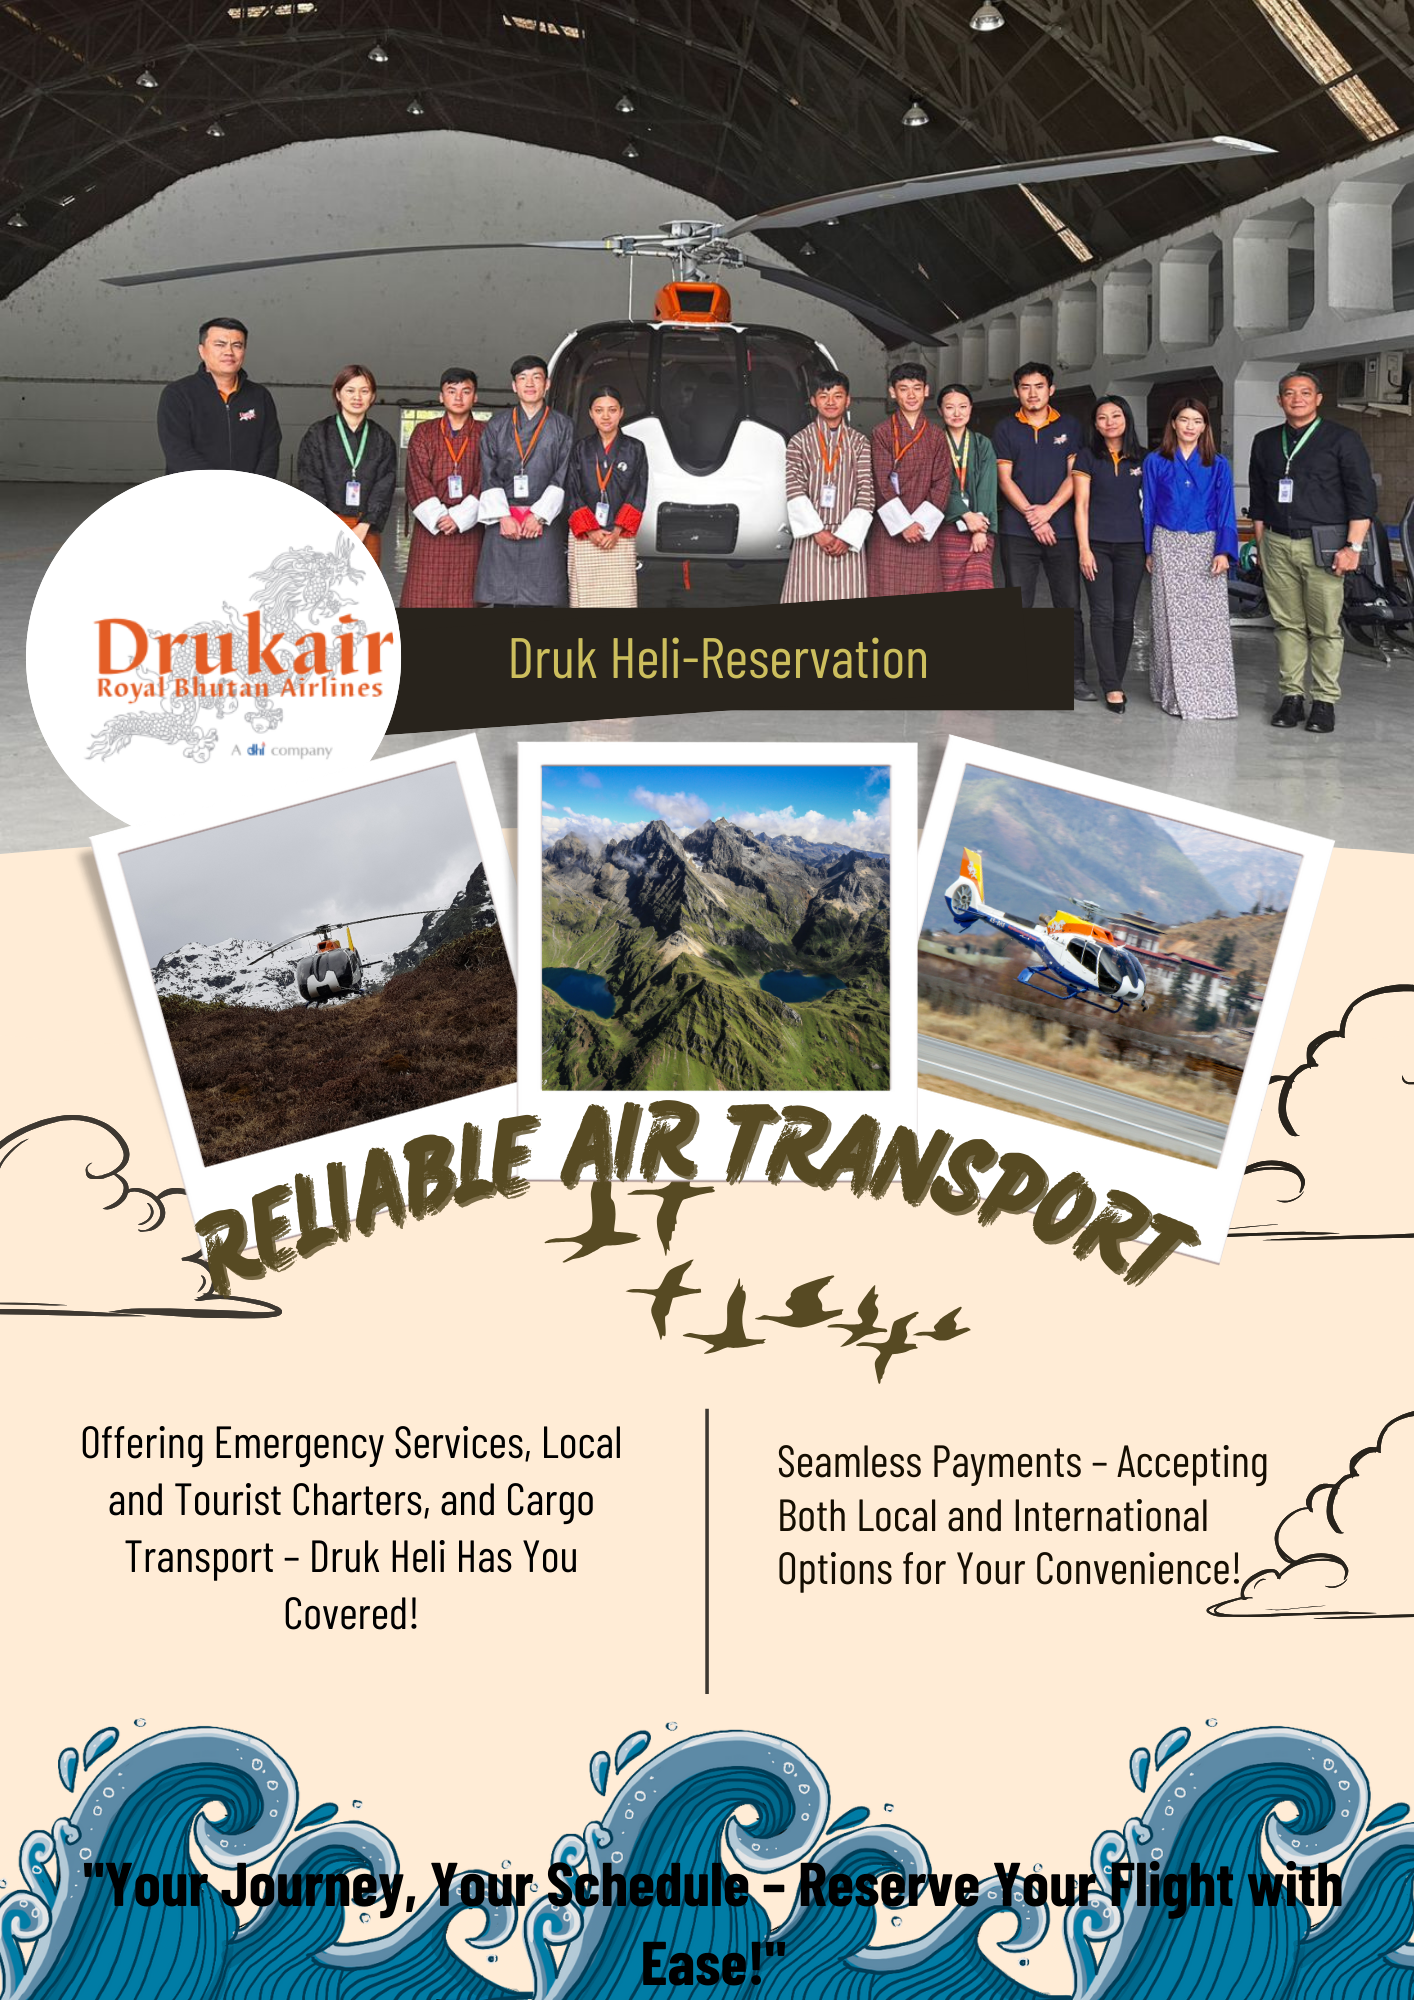 Drukair
Royal Bhutan Airlines
A dhi company
Druk Heli-Reservation
RELIABLE AIR TRANSPORT
Offering Emergency Services, Local
and Tourist Charters, and Cargo
Transport – Druk Heli Has You
Covered!
Seamless Payments – Accepting
Both Local and International
Options for Your Convenience!
"Your Journey, Your Schedule – Reserve Your Flight with
Ease!"